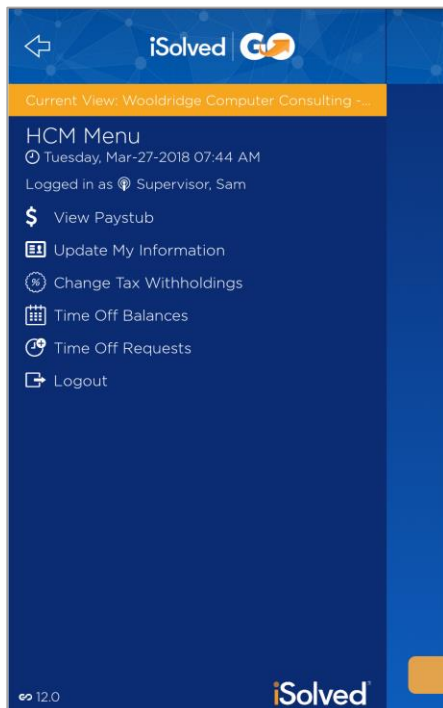 iSolved GO
Current View: Wooldridge Computer Consulting -...
HCM Menu
Tuesday, Mar-27-2018 07:44 AM
Logged in as Supervisor, Sam
$ View Paystub
Update My Information
% Change Tax Withholdings
Time Off Balances
Time Off Requests
Logout
12.0
iSolved